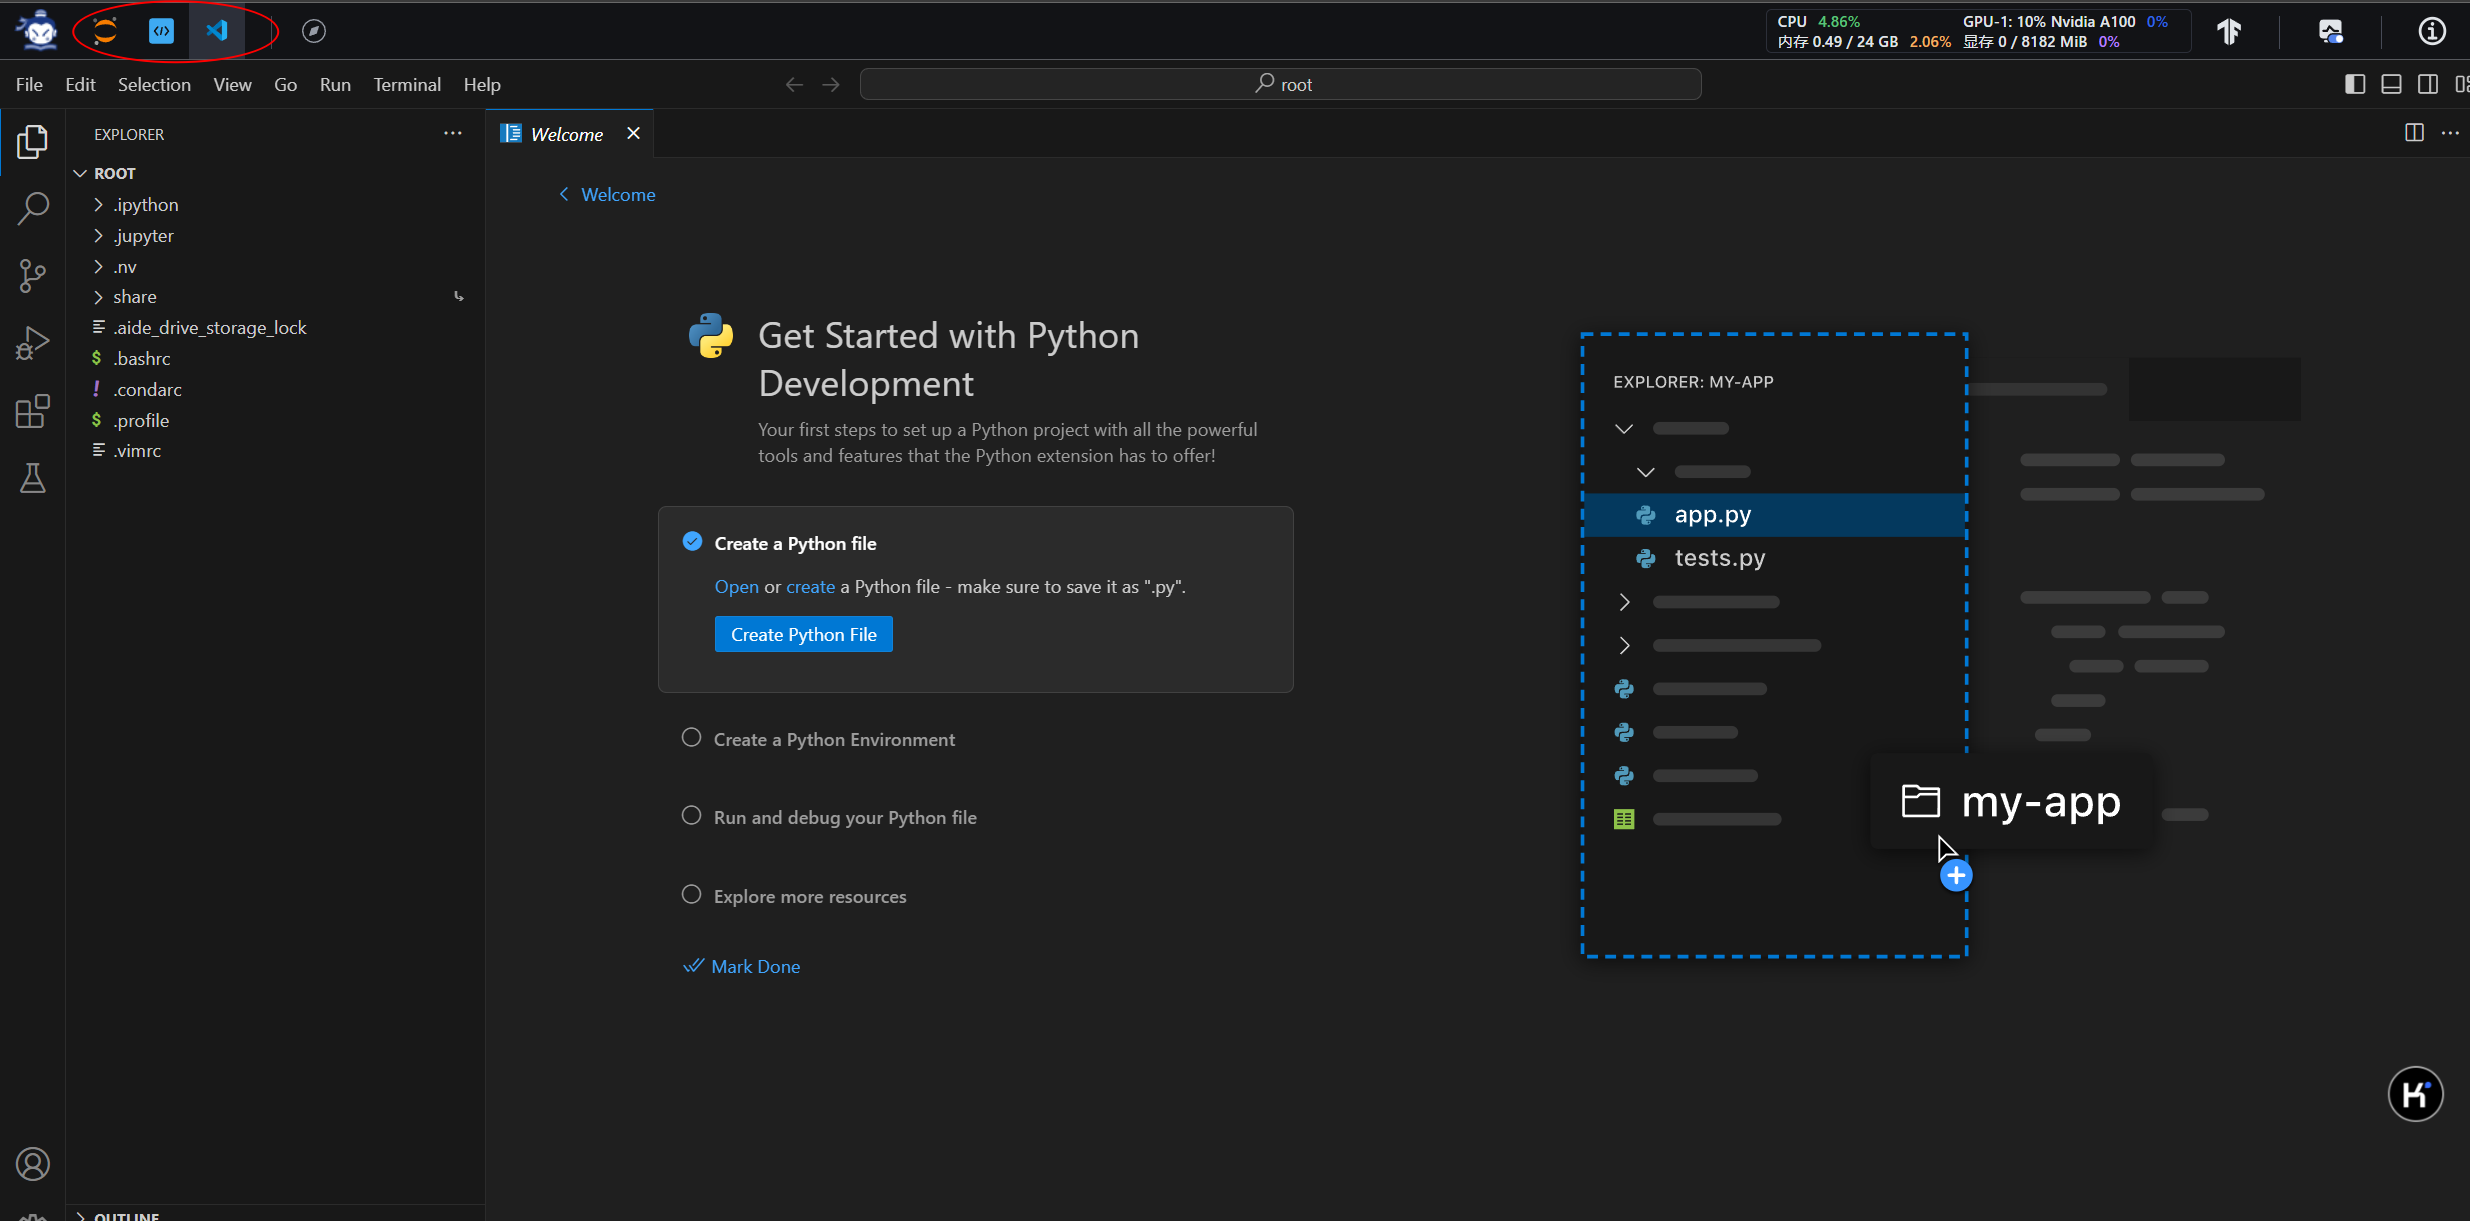 CPU 4.86% GPU-1: 10% Nvidia A100 0%
内存 0.49 / 24 GB 2.06% 显存 0 / 8182 MiB 0%
File Edit Selection View Go Run Terminal Help
root
EXPLORER
Welcome
ROOT
.ipython
.jupyter
.nv
share
.aide_drive_storage_lock
.bashrc
.condarc
.profile
.vimrc
OUTLINE
Welcome
Get Started with Python
Development
Your first steps to set up a Python project with all the powerful
tools and features that the Python extension has to offer!
Create a Python file
Open or create a Python file - make sure to save it as ".py".
Create Python File
Create a Python Environment
Run and debug your Python file
Explore more resources
Mark Done
EXPLORER: MY-APP
app.py
tests.py
my-app